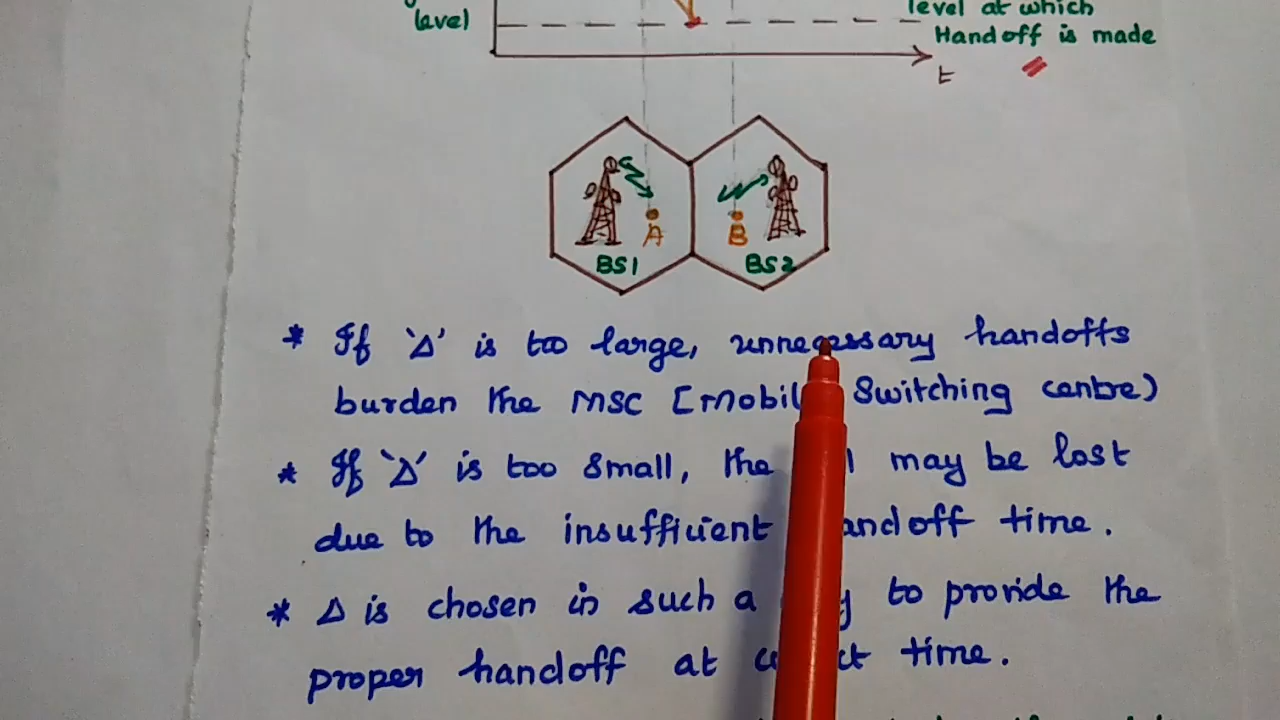 level
level at which
Handoff is made
t
A
B
BS1
BS2
* If 'Δ' is too large, unnecessary handoffs
burden the MSC [Mobil Switching centre)
* If 'Δ' is too small, the may be lost
due to the insufficient andoff time.
* Δ is chosen in such a to provide the
proper handoff at time.